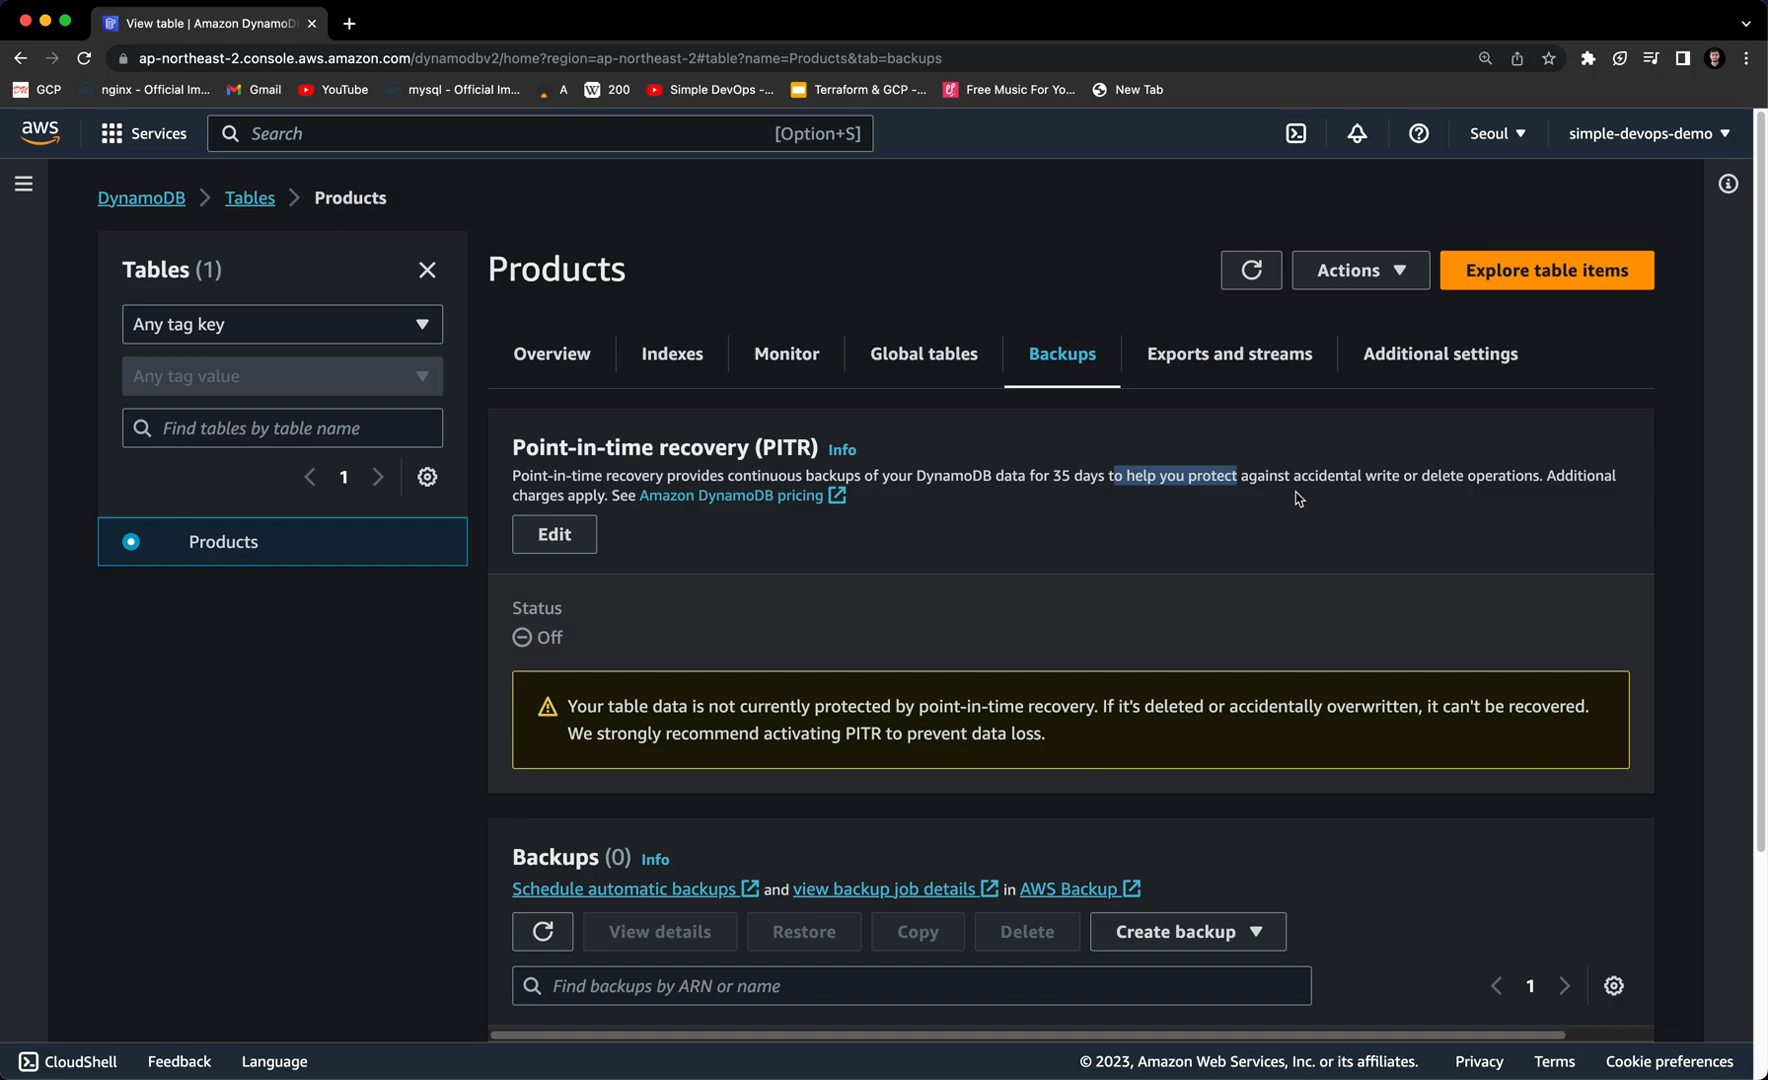 View table | Amazon DynamoD
ap-northeast-2.console.aws.amazon.com/dynamodbv2/home?region=ap-northeast-2#table?name=Products&tab=backups
GCP
nginx - Official Im...
Gmail
YouTube
mysql - Official Im...
A
200
Simple DevOps -...
Terraform & GCP -...
Free Music For Yo...
New Tab
aws
Services
Search
[Option+S]
Seoul
simple-devops-demo
DynamoDB
Tables
Products
Tables (1)
Any tag key
Any tag value
Find tables by table name
1
Products
Products
Actions
Explore table items
Overview
Indexes
Monitor
Global tables
Backups
Exports and streams
Additional settings
Point-in-time recovery (PITR) Info
Point-in-time recovery provides continuous backups of your DynamoDB data for 35 days to help you protect against accidental write or delete operations. Additional
charges apply. See Amazon DynamoDB pricing
Edit
Status
Off
Your table data is not currently protected by point-in-time recovery. If it's deleted or accidentally overwritten, it can't be recovered.
We strongly recommend activating PITR to prevent data loss.
Backups (0) Info
Schedule automatic backups and view backup job details in AWS Backup
View details
Restore
Copy
Delete
Create backup
Find backups by ARN or name
1
CloudShell
Feedback
Language
© 2023, Amazon Web Services, Inc. or its affiliates.
Privacy
Terms
Cookie preferences